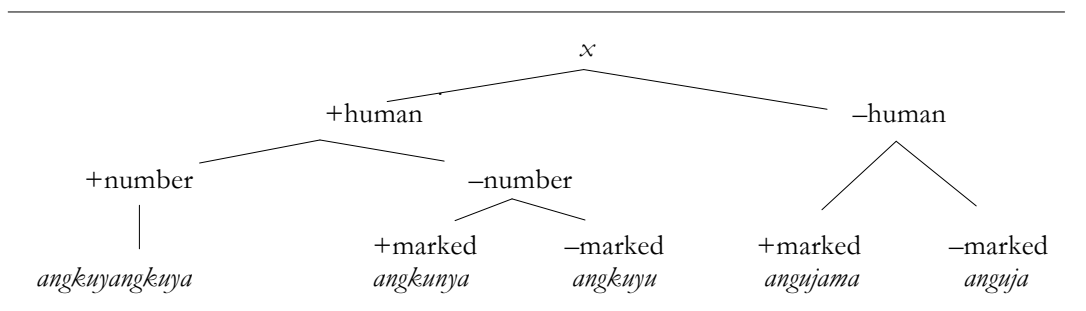 x
+human –human
+number –number
+marked –marked +marked –marked
angkuyangkuya angkunya angkuyu angujama anguja